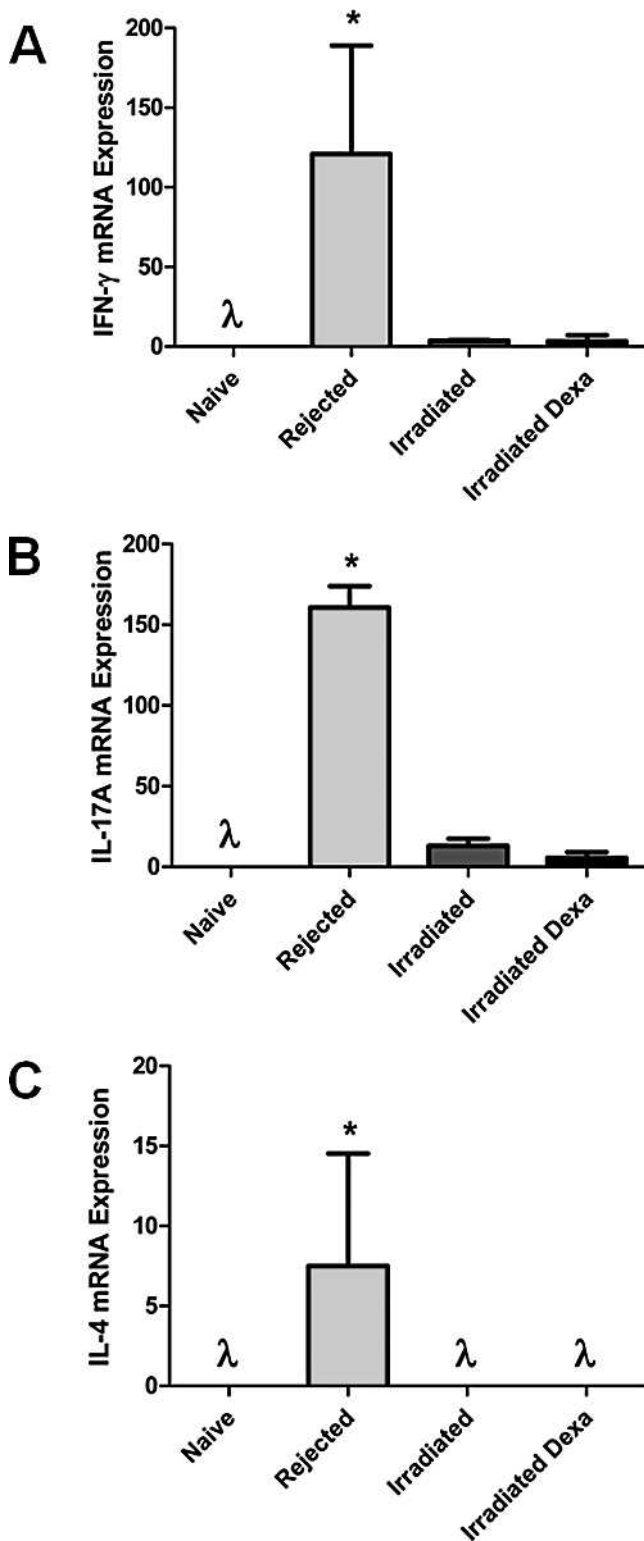 A
IFN-γ mRNA Expression
200
150
100
50
0
λ
*
Naive
Rejected
Irradiated
Irradiated Dexa
B
IL-17A mRNA Expression
200
150
100
50
0
λ
*
Naive
Rejected
Irradiated
Irradiated Dexa
C
IL-4 mRNA Expression
20
15
10
5
0
λ
*
λ
λ
Naive
Rejected
Irradiated
Irradiated Dexa